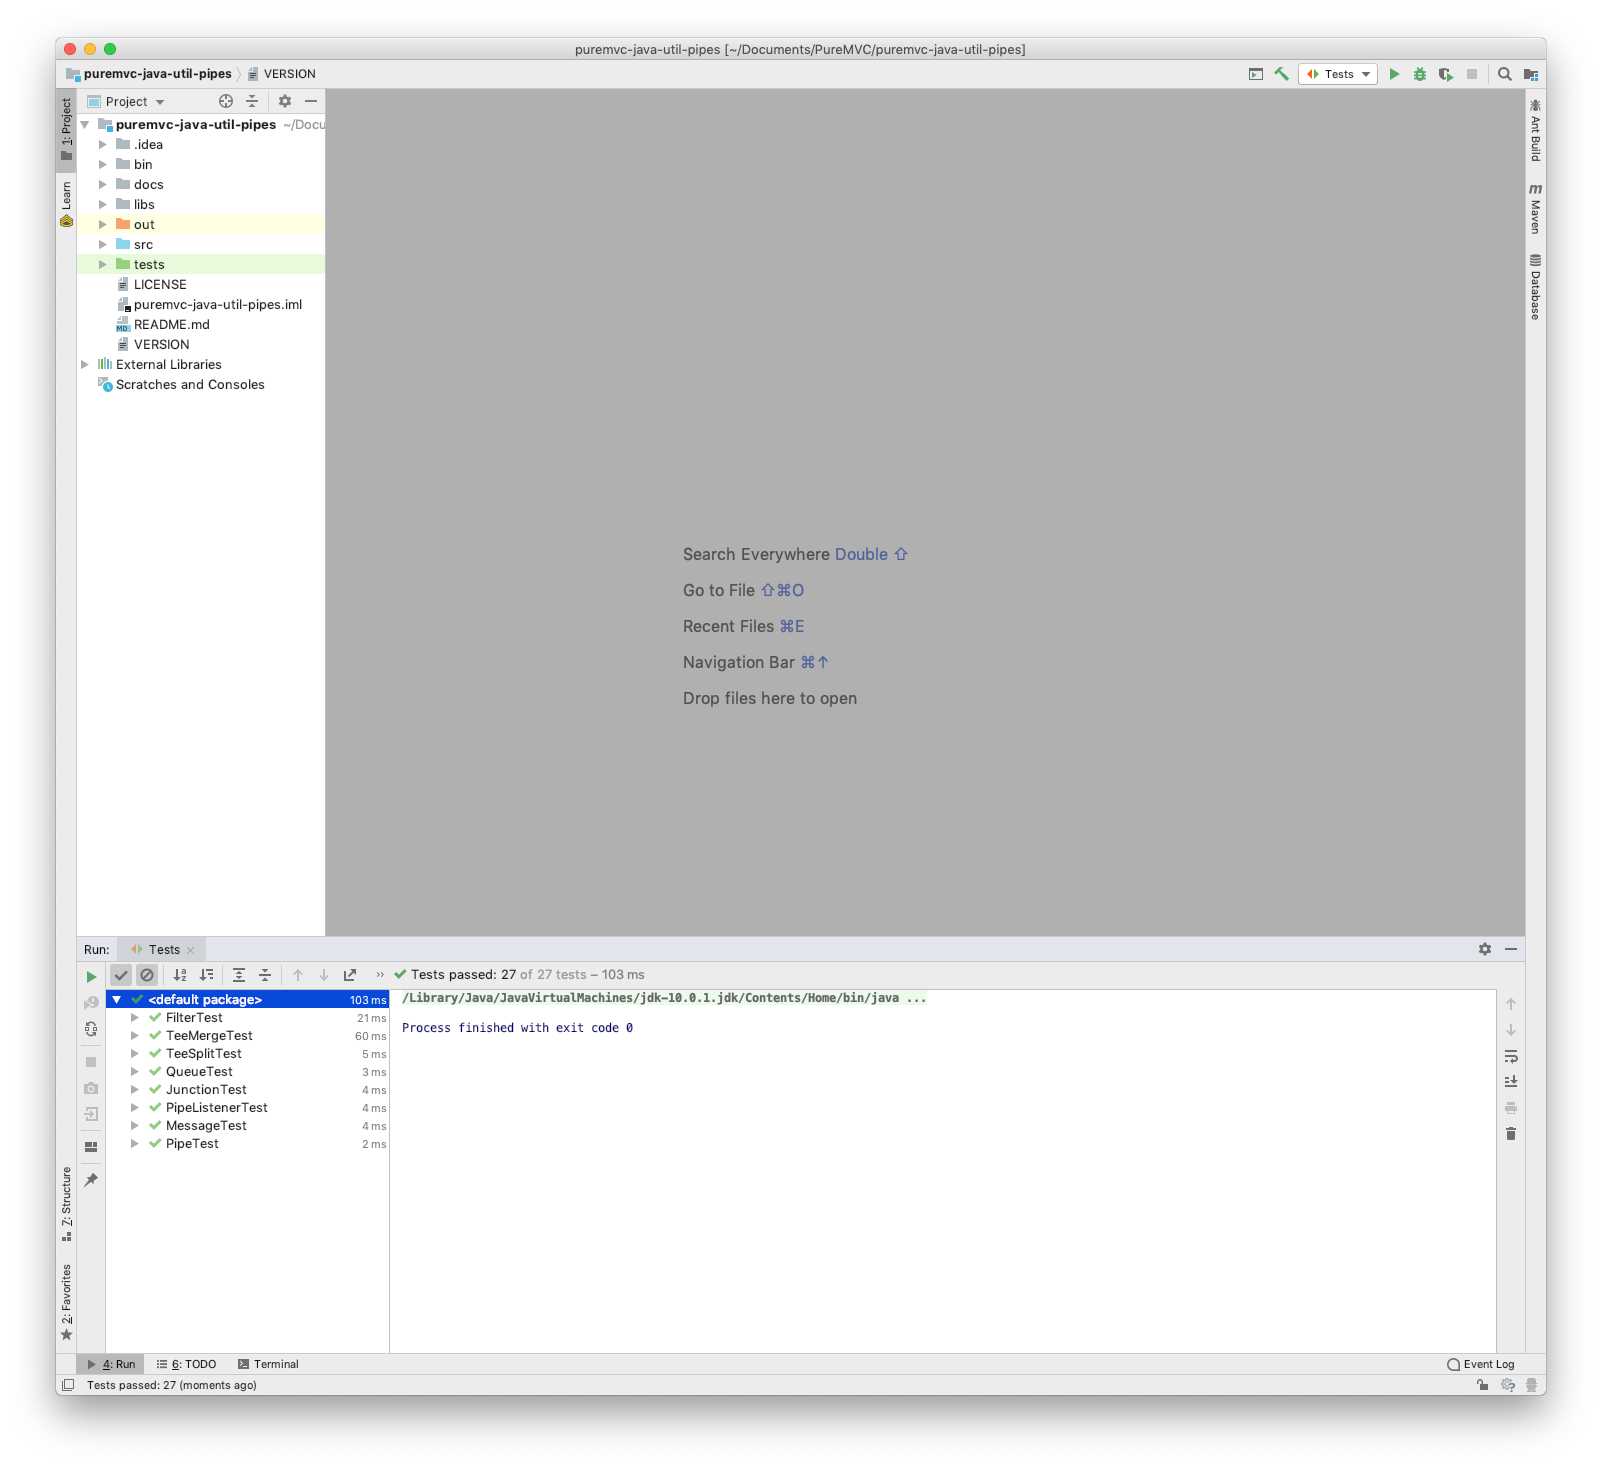 puremvc-java-util-pipes [~/Documents/PureMVC/puremvc-java-util-pipes]
puremvc-java-util-pipes VERSION
Tests
1: Project
Learn
Project
puremvc-java-util-pipes ~/Docu
.idea
bin
docs
libs
out
src
tests
LICENSE
puremvc-java-util-pipes.iml
MD README.md
VERSION
External Libraries
Scratches and Consoles
Ant Build
m Maven
Database
Search Everywhere Double ⇧
Go to File ⇧⌘O
Recent Files ⌘E
Navigation Bar ⌘↑
Drop files here to open
Run: Tests
Tests passed: 27 of 27 tests – 103 ms
<default package> 103 ms
FilterTest 21 ms
TeeMergeTest 60 ms
TeeSplitTest 5 ms
QueueTest 3 ms
JunctionTest 4 ms
PipeListenerTest 4 ms
MessageTest 4 ms
PipeTest 2 ms
/Library/Java/JavaVirtualMachines/jdk-10.0.1.jdk/Contents/Home/bin/java ...
Process finished with exit code 0
Z: Structure
2: Favorites
4: Run 6: TODO Terminal Event Log
Tests passed: 27 (moments ago)